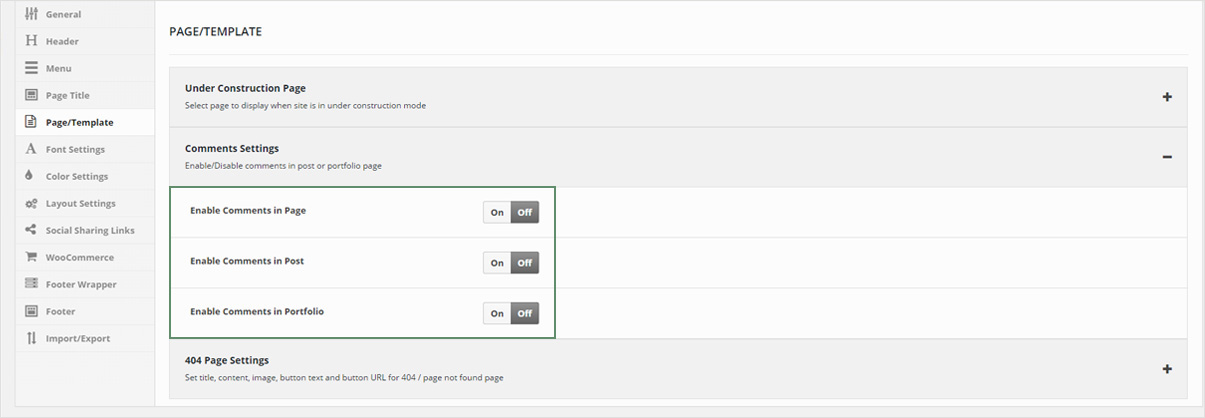 General
Header
Menu
Page Title
Page/Template
Font Settings
Color Settings
Layout Settings
Social Sharing Links
WooCommerce
Footer Wrapper
Footer
Import/Export
PAGE/TEMPLATE
Under Construction Page
Select page to display when site is in under construction mode
Comments Settings
Enable/Disable comments in post or portfolio page
Enable Comments in Page On Off
Enable Comments in Post On Off
Enable Comments in Portfolio On Off
404 Page Settings
Set title, content, image, button text and button URL for 404 / page not found page